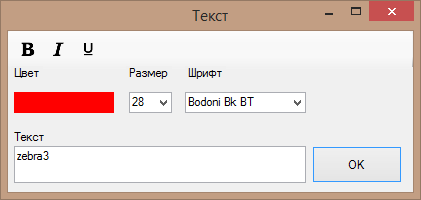 Текст
B I U
Цвет Размер Шрифт
28 Bodoni Bk BT
Текст
zebra3
OK